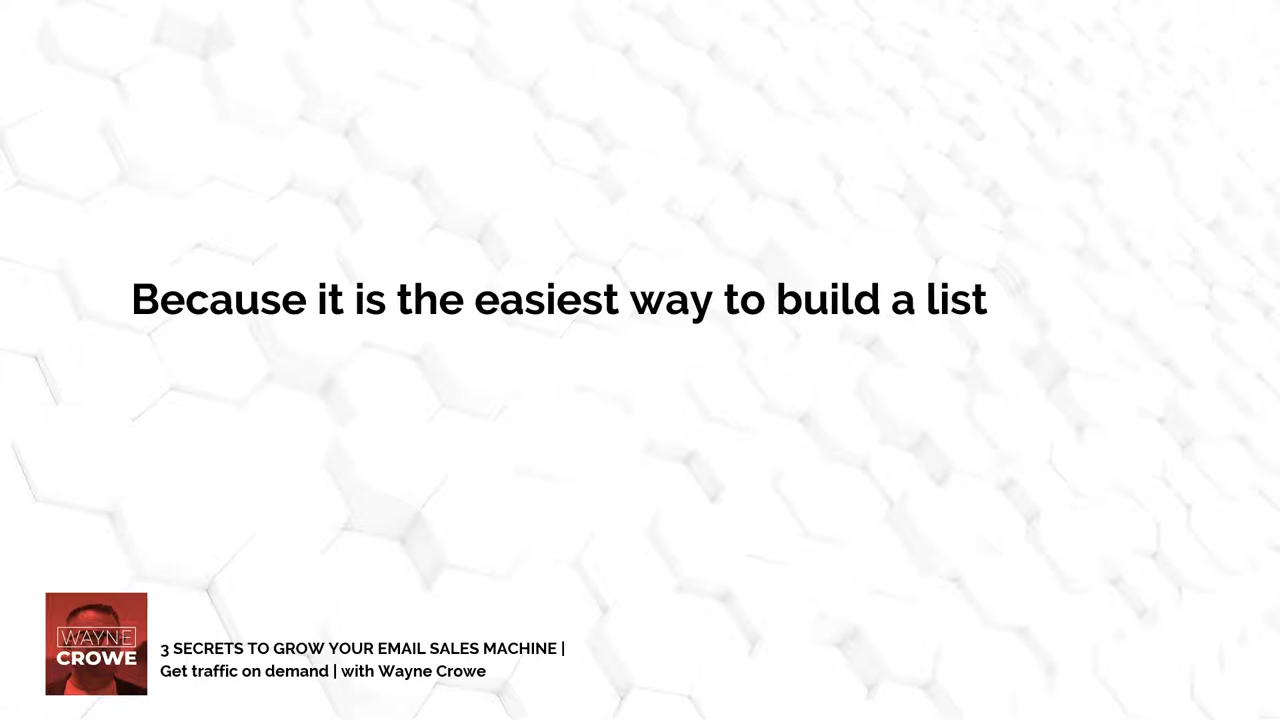 Because it is the easiest way to build a list
WAYNE
CROWE
3 SECRETS TO GROW YOUR EMAIL SALES MACHINE |
Get traffic on demand | with Wayne Crowe